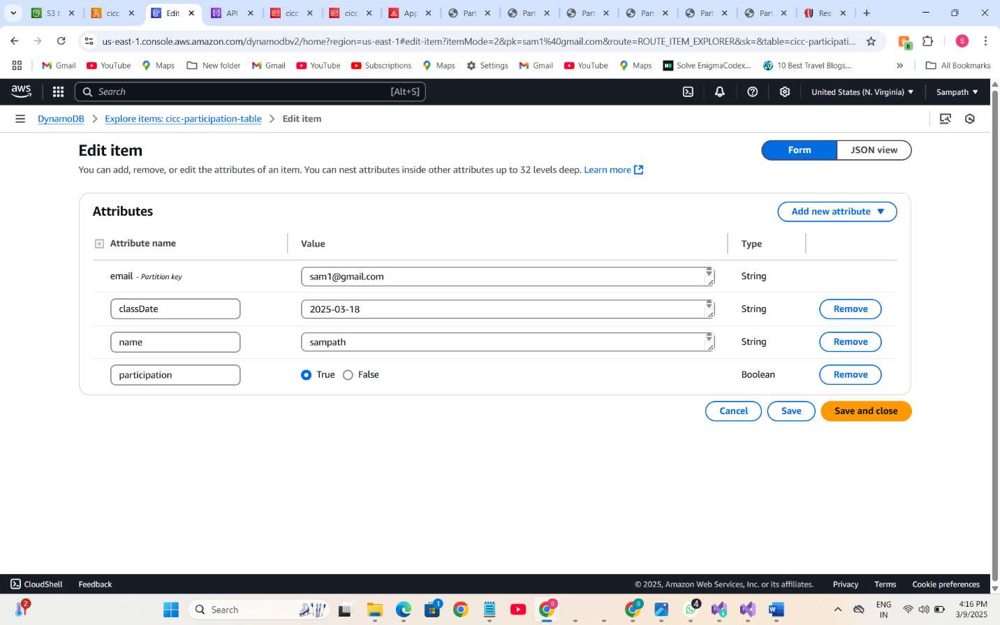 S3 b
cicc
Edit
API
cicc
cicc
App
Part
Part
Part
Part
Part
Part
Resu
us-east-1.console.aws.amazon.com/dynamodbv2/home?region=us-east-1#edit-item?itemMode=2&pk=sam1%40gmail.com&route=ROUTE_ITEM_EXPLORER&sk=&table=cicc-participati...
8
S
Gmail
YouTube
Maps
New folder
Gmail
YouTube
Subscriptions
Maps
Settings
Gmail
YouTube
Maps
Solve EnigmaCodex...
10 Best Travel Blogs...
All Bookmarks
aws
Search
[Alt+S]
United States (N. Virginia)
Sampath
DynamoDB
Explore items: cicc-participation-table
Edit item
Edit item
Form
JSON view
You can add, remove, or edit the attributes of an item. You can nest attributes inside other attributes up to 32 levels deep. Learn more
Attributes
Add new attribute
Attribute name
Value
Type
email - Partition key
sam1@gmail.com
String
classDate
2025-03-18
String
Remove
name
sampath
String
Remove
participation
True
False
Boolean
Remove
Cancel
Save
Save and close
CloudShell
Feedback
© 2025, Amazon Web Services, Inc. or its affiliates.
Privacy
Terms
Cookie preferences
2
Search
1
S
S
4
ENG
IN
4:16 PM
3/9/2025